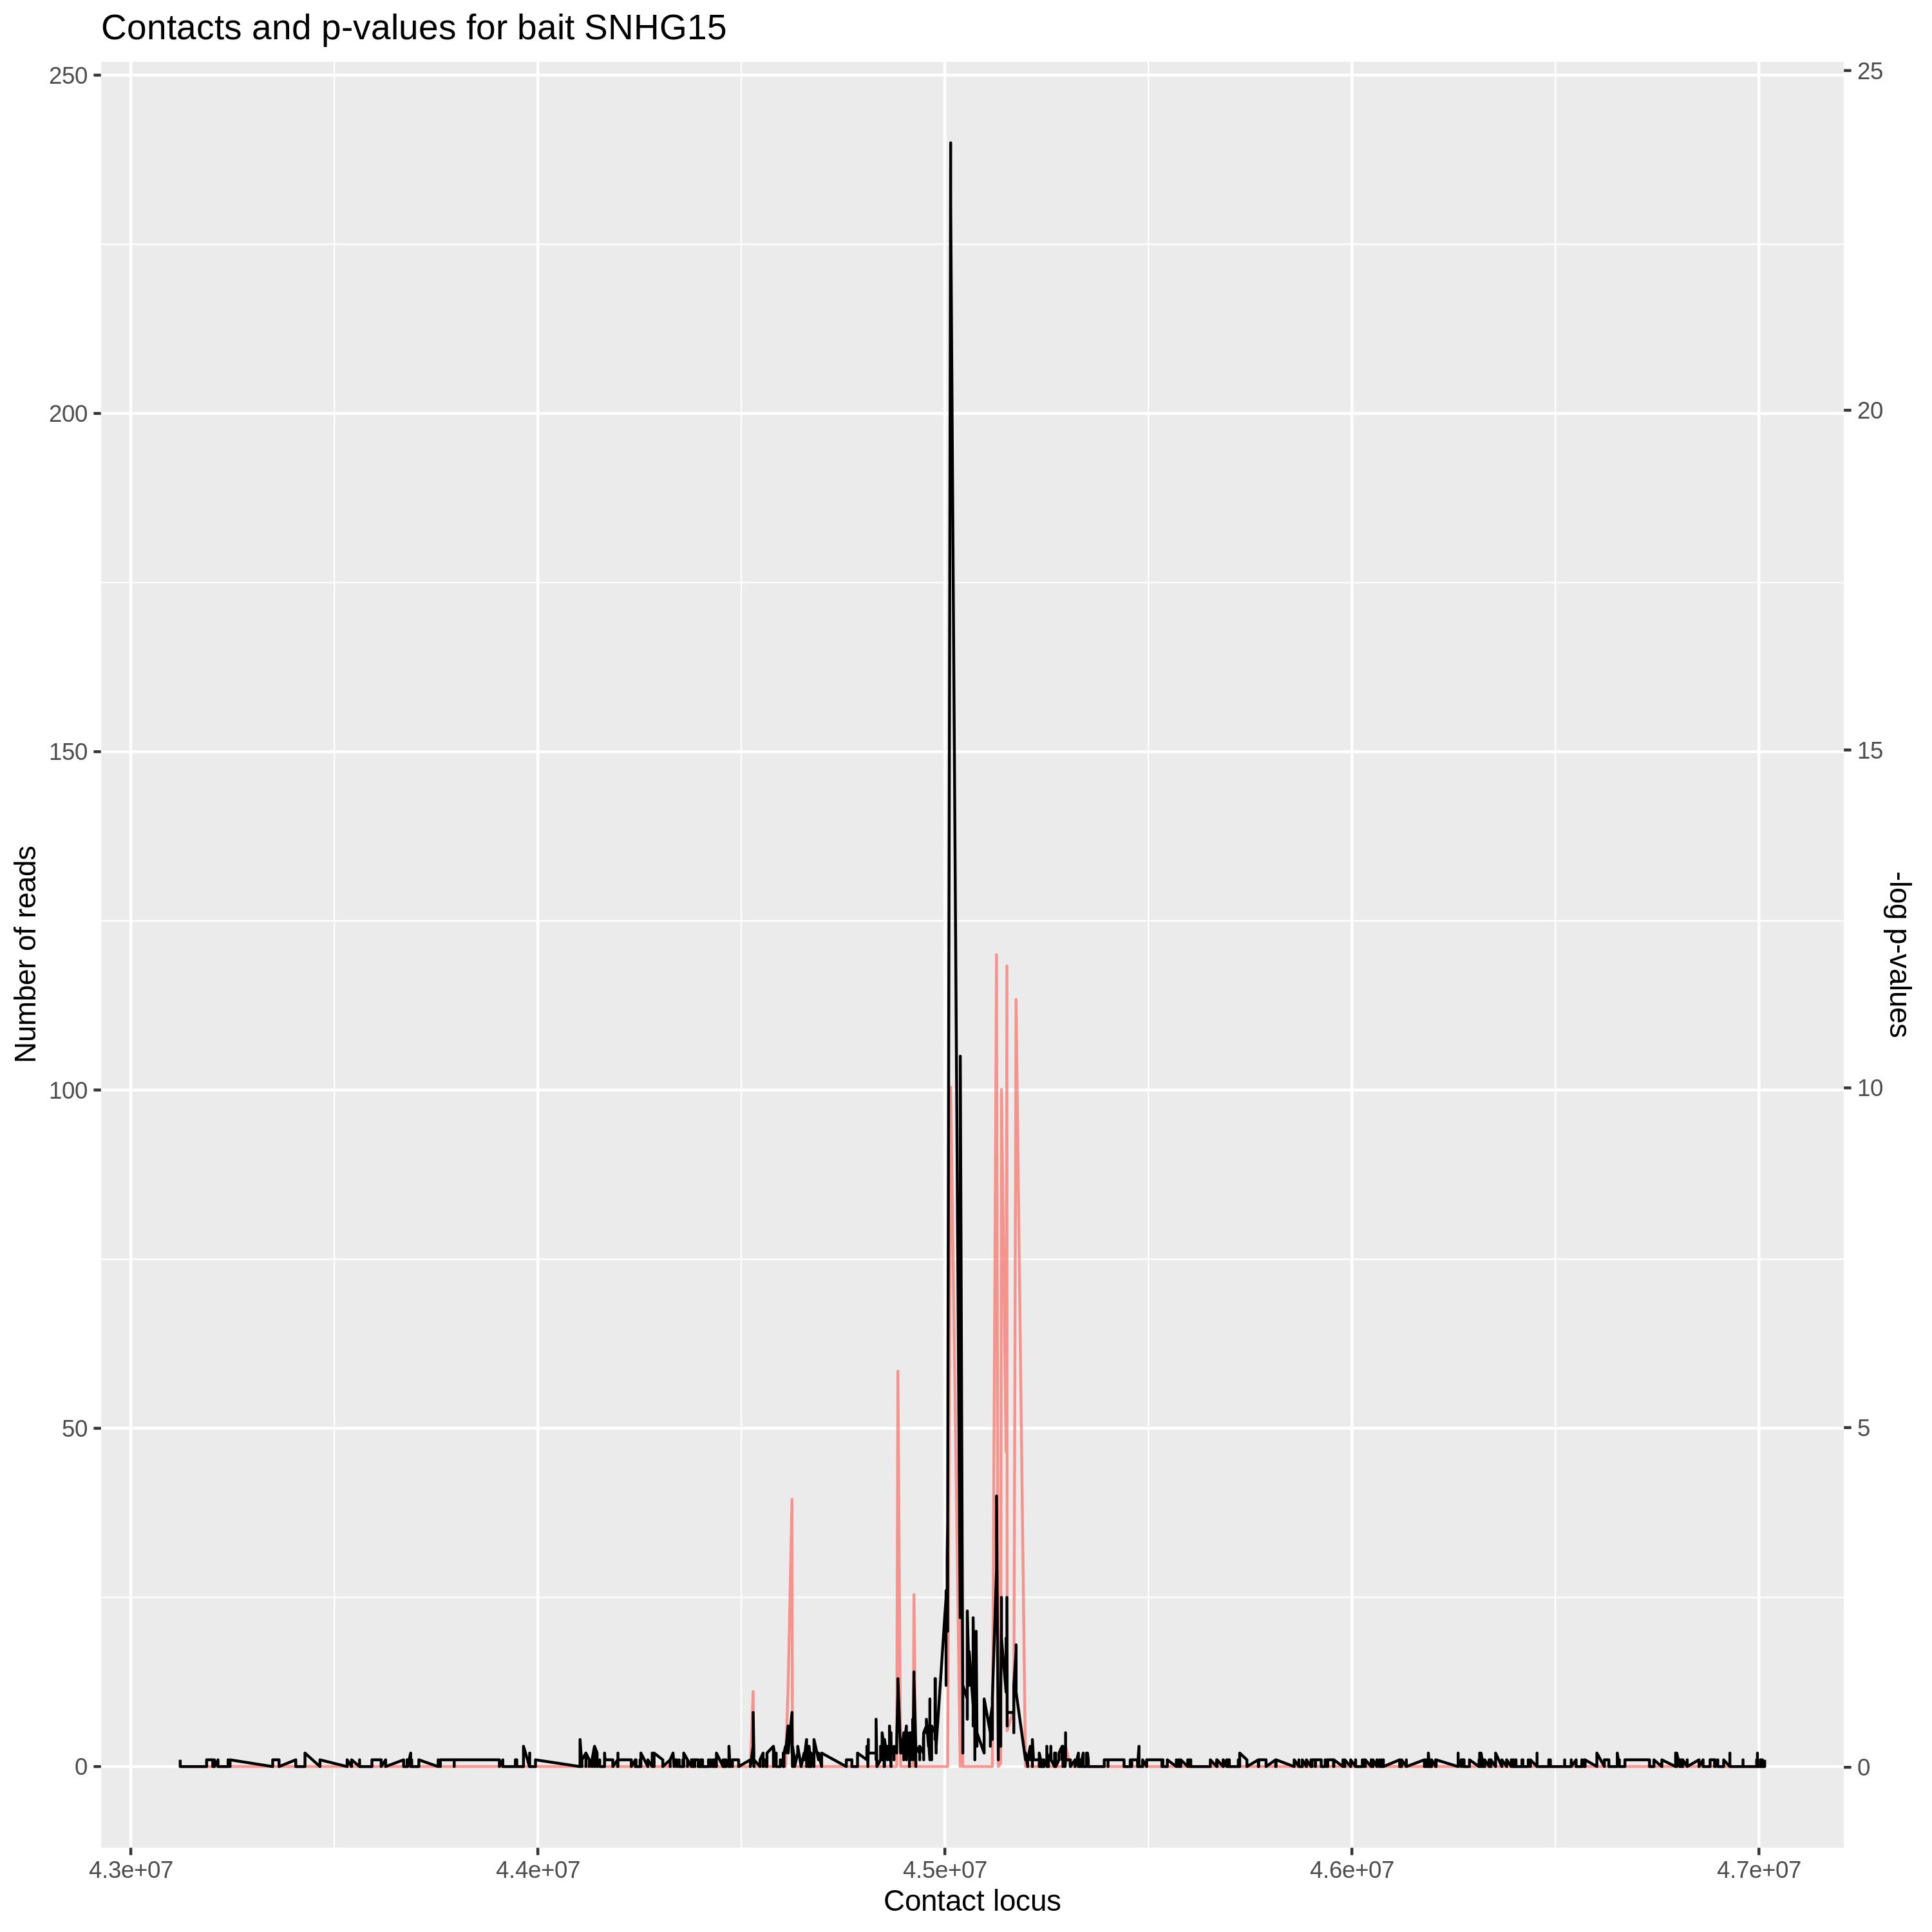 Contacts and p-values for bait SNHG15
250
200
150
100
50
0
Number of reads
25
20
15
10
5
0
-log p-values
4.3e+07
4.4e+07
4.5e+07
4.6e+07
4.7e+07
Contact locus